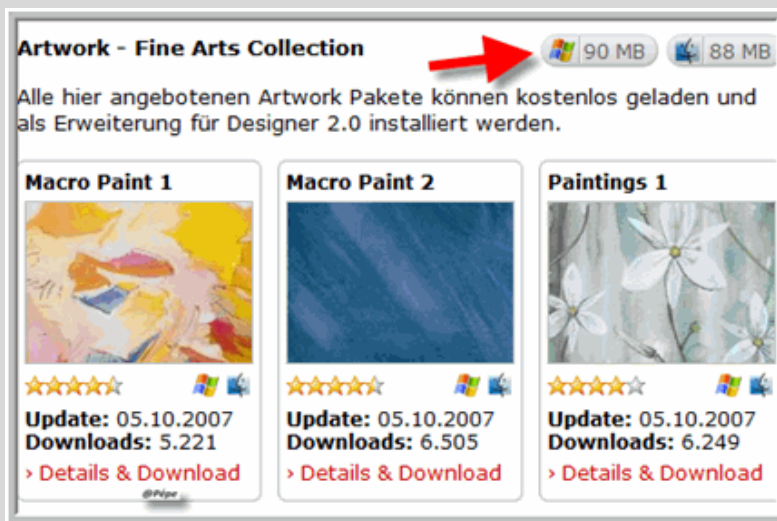 Artwork - Fine Arts Collection
90 MB
88 MB
Alle hier angebotenen Artwork Pakete können kostenlos geladen und
als Erweiterung für Designer 2.0 installiert werden.
Macro Paint 1
Update: 05.10.2007
Downloads: 5.221
› Details & Download
@Pépe
Macro Paint 2
Update: 05.10.2007
Downloads: 6.505
› Details & Download
Paintings 1
Update: 05.10.2007
Downloads: 6.249
› Details & Download